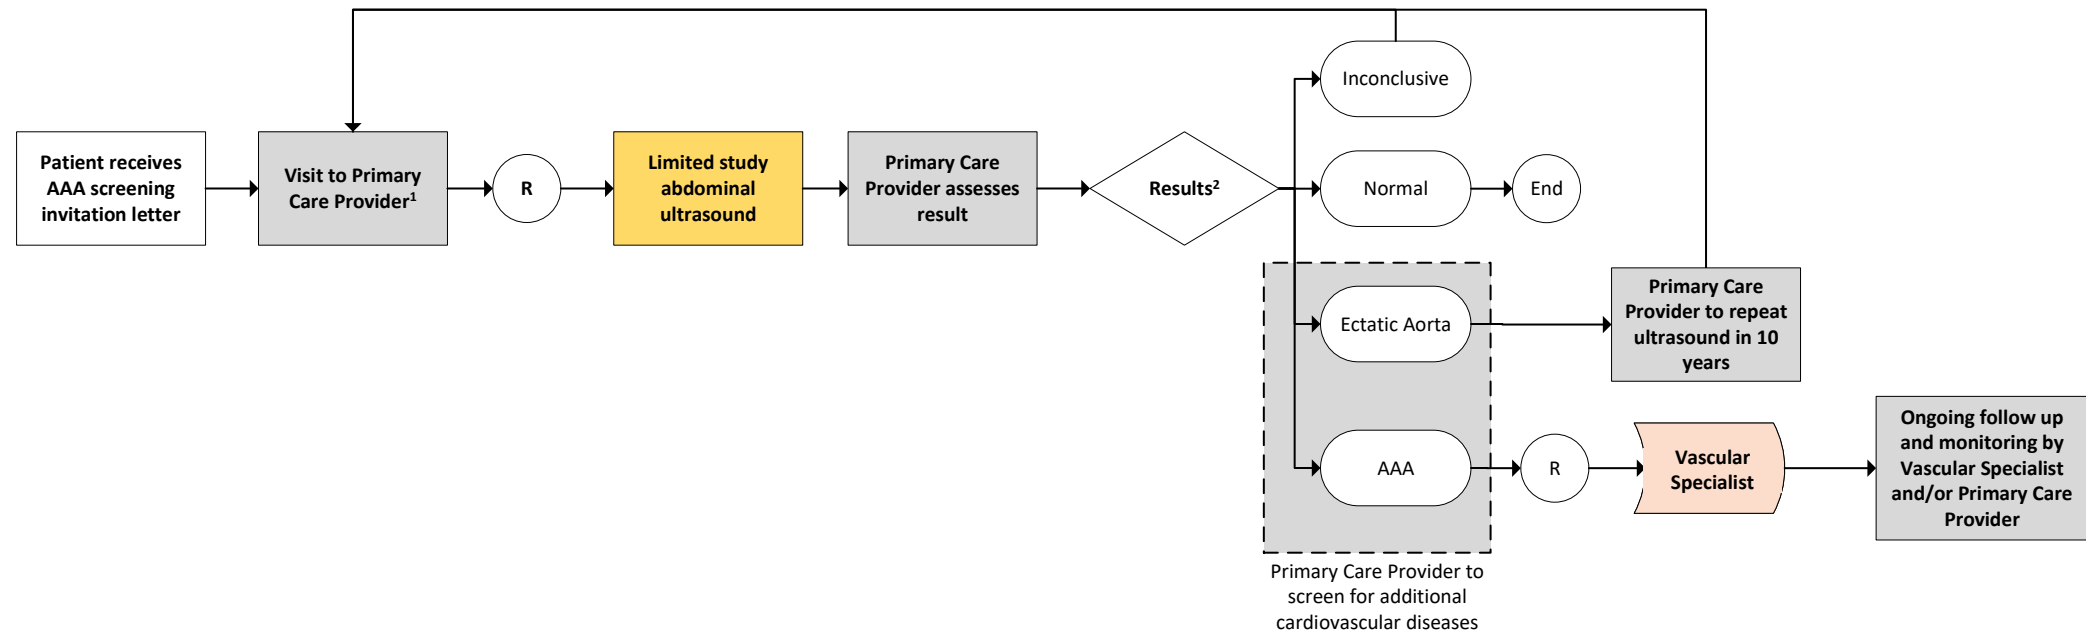 Patient receives
AAA screening
invitation letter
Visit to Primary
Care Provider¹
R
Limited study
abdominal
ultrasound
Primary Care
Provider assesses
result
Results²
Inconclusive
Normal
End
Ectatic Aorta
Primary Care
Provider to repeat
ultrasound in 10
years
AAA
R
Vascular
Specialist
Ongoing follow up
and monitoring by
Vascular Specialist
and/or Primary Care
Provider
Primary Care Provider to
screen for additional
cardiovascular diseases